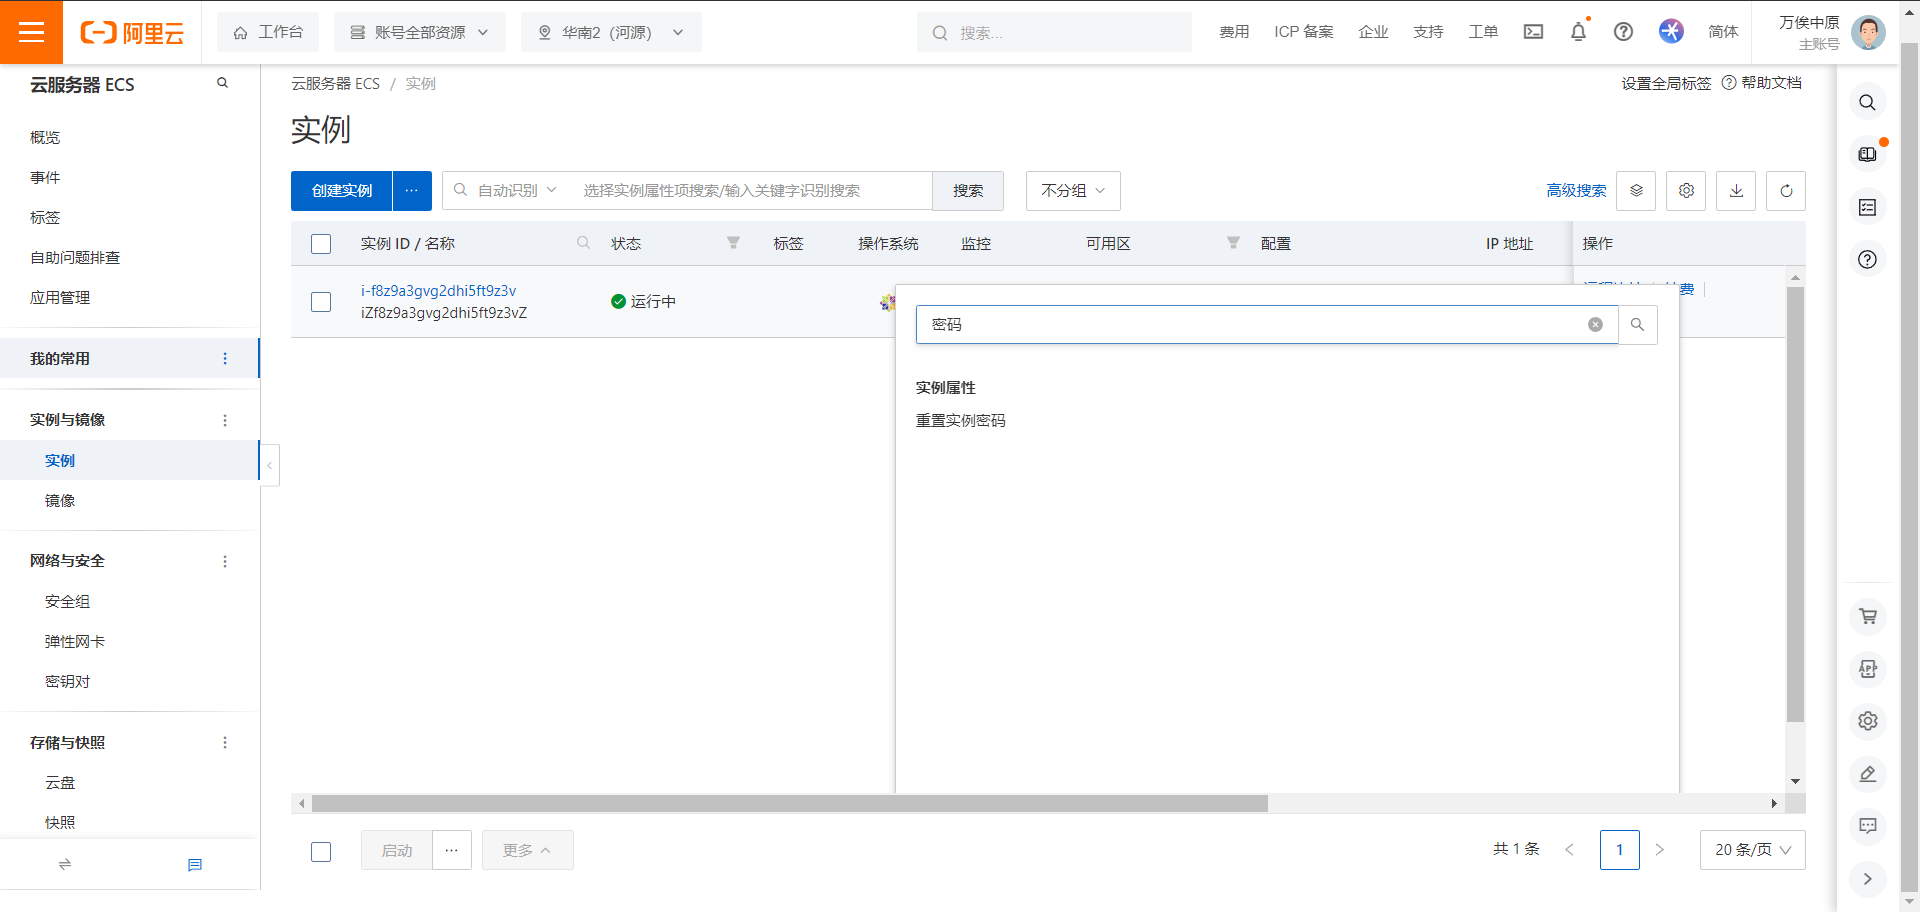 阿里云
工作台
账号全部资源
华南2（河源）
搜索...
费用
ICP 备案
企业
支持
工单
简体
万俟中原
主账号
云服务器 ECS
概览
事件
标签
自助问题排查
应用管理
我的常用
实例与镜像
实例
镜像
网络与安全
安全组
弹性网卡
密钥对
存储与快照
云盘
快照
云服务器 ECS / 实例
设置全局标签
帮助文档
实例
创建实例
自动识别
选择实例属性项搜索/输入关键字识别搜索
搜索
不分组
高级搜索
实例 ID / 名称
状态
标签
操作系统
监控
可用区
配置
IP 地址
操作
i-f8z9a3gvg2dhi5ft9z3v
iZf8z9a3gvg2dhi5ft9z3vZ
运行中
费
密码
实例属性
重置实例密码
启动
更多
共 1 条
1
20 条/页
APP